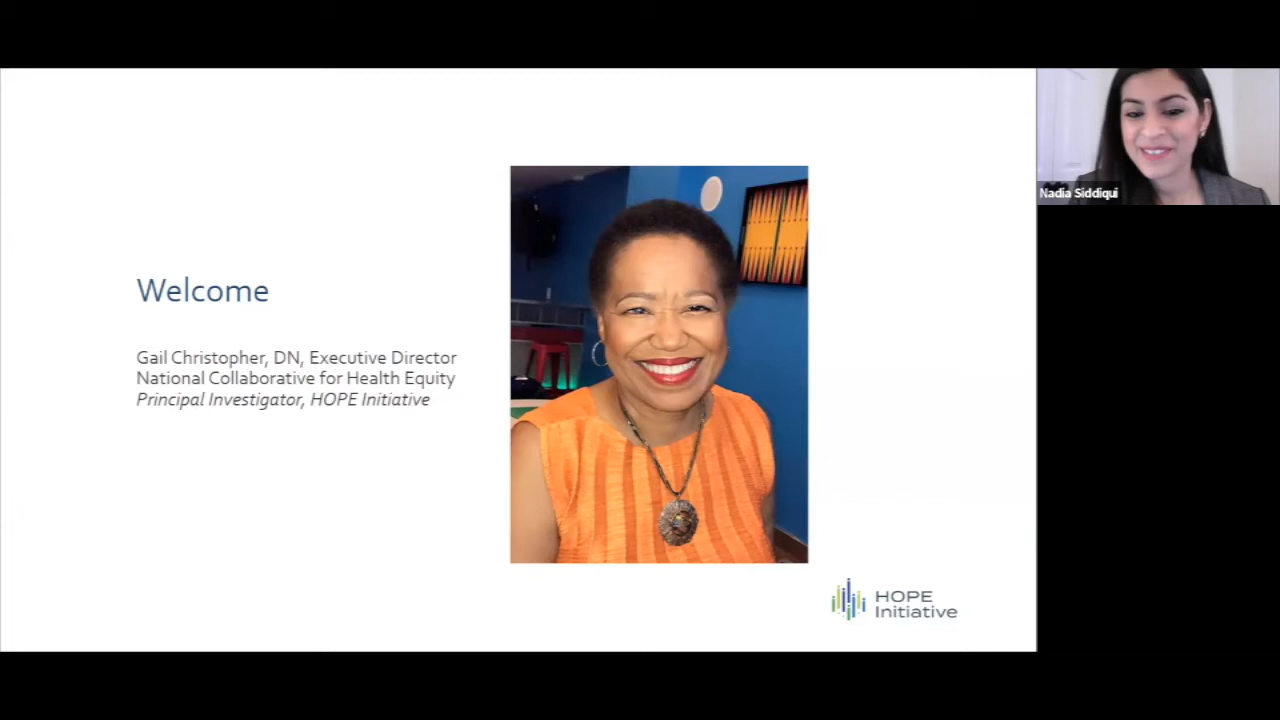 Welcome
Gail Christopher, DN, Executive Director
National Collaborative for Health Equity
Principal Investigator, HOPE Initiative
HOPE
Initiative
Nadia Siddiqui